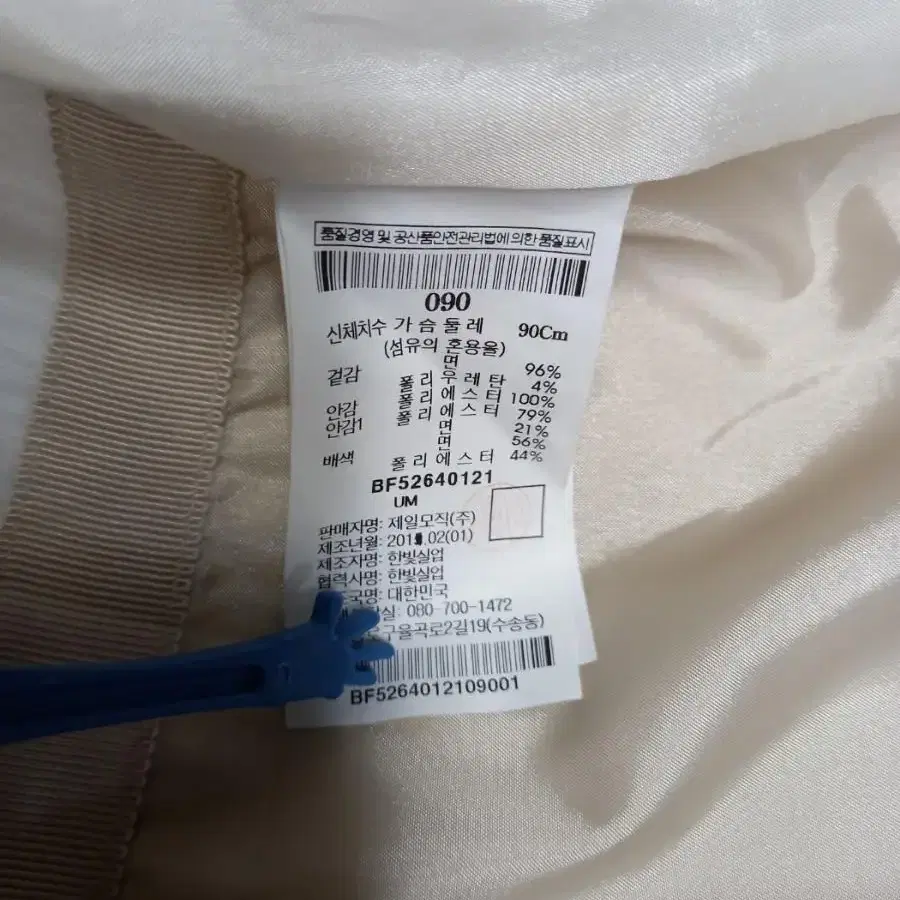 품질경영 및 공산품안전관리법에 의한 품질표시
090
신체치수 가슴둘레 90Cm
(섬유의 혼용율)
겉감 면 96%
폴리우레탄 4%
안감 폴리에스터 100%
안감1 폴리에스터 79%
면 21%
배색 면 56%
폴리에스터 44%
BF52640121
UM
판매자명: 제일모직(주)
제조년월: 02(01)
제조자명: 한빛실업
협력사명: 한빛실업
국명: 대한민국
실: 080-700-1472
구율곡로2길19(수송동)
BF5264012109001